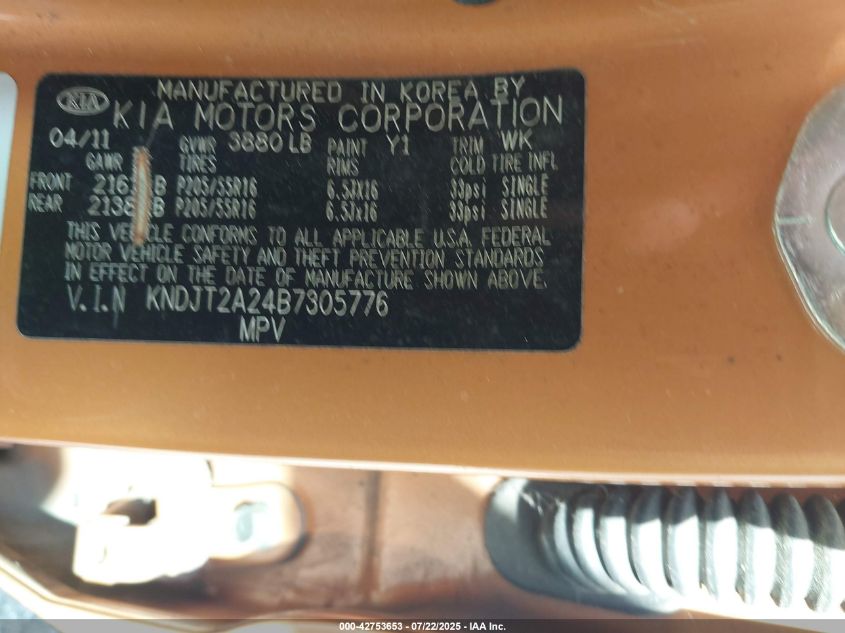 KIA
MANUFACTURED IN KOREA BY
KIA MOTORS CORPORATION
04/11 GVWR 3880 LB PAINT Y1 TRIM WK
GAWR TIRES RIMS COLD TIRE INFL
FRONT P205/55R16 6.5JX16 33psi SINGLE
REAR P205/55R16 6.5Jx16 33psi SINGLE
THIS VEHICLE CONFORMS TO ALL APPLICABLE U.S.A. FEDERAL
MOTOR VEHICLE SAFETY AND THEFT PREVENTION STANDARDS
IN EFFECT ON THE DATE OF MANUFACTURE SHOWN ABOVE.
V.I.N KNDJT2A24B7305776
MPV
000-42753653 - 07/22/2025 - IAA Inc.